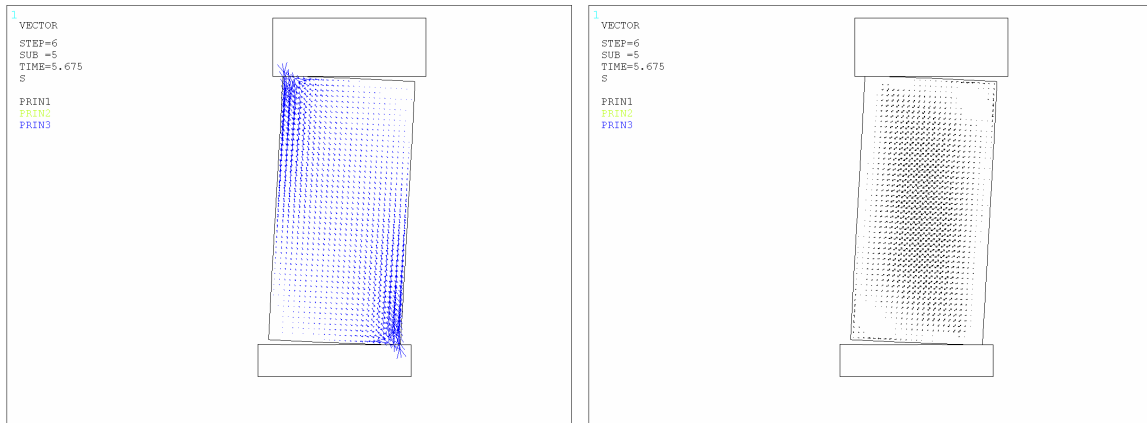 1
VECTOR
STEP=6
SUB =5
TIME=5.675
S
PRIN1
PRIN2
PRIN3
1
VECTOR
STEP=6
SUB =5
TIME=5.675
S
PRIN1
PRIN2
PRIN3